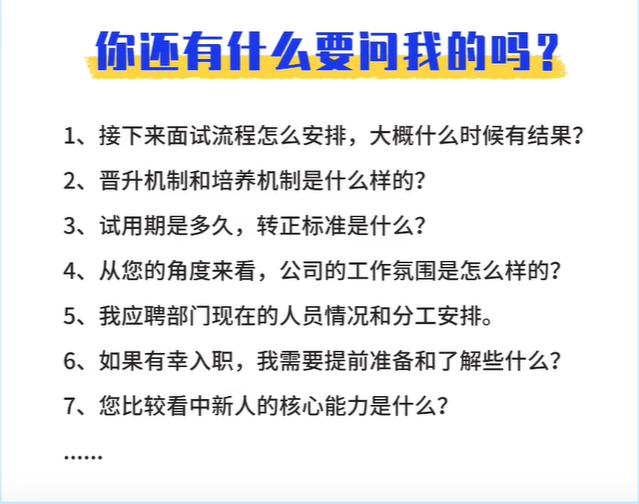 你还有什么要问我的吗？
1、接下来面试流程怎么安排，大概什么时候有结果？
2、晋升机制和培养机制是什么样的？
3、试用期是多久，转正标准是什么？
4、从您的角度来看，公司的工作氛围是怎么样的？
5、我应聘部门现在的人员情况和分工安排。
6、如果有幸入职，我需要提前准备和了解些什么？
7、您比较看中新人的核心能力是什么？
......